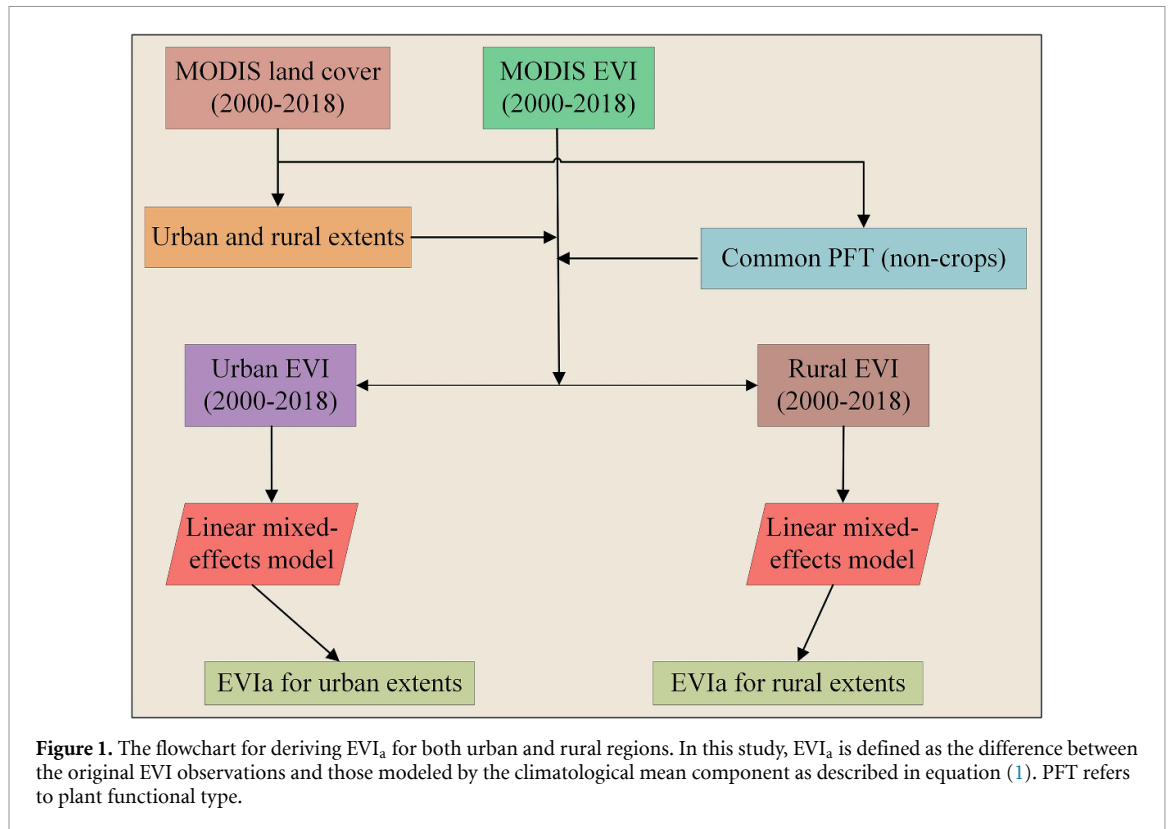 MODIS land cover
(2000-2018)
MODIS EVI
(2000-2018)
Urban and rural extents
Common PFT (non-crops)
Urban EVI
(2000-2018)
Rural EVI
(2000-2018)
Linear mixed-
effects model
Linear mixed-
effects model
EVIa for urban extents
EVIa for rural extents
Figure 1. The flowchart for deriving EVIₐ for both urban and rural regions. In this study, EVIₐ is defined as the difference between
the original EVI observations and those modeled by the climatological mean component as described in equation (1). PFT refers
to plant functional type.